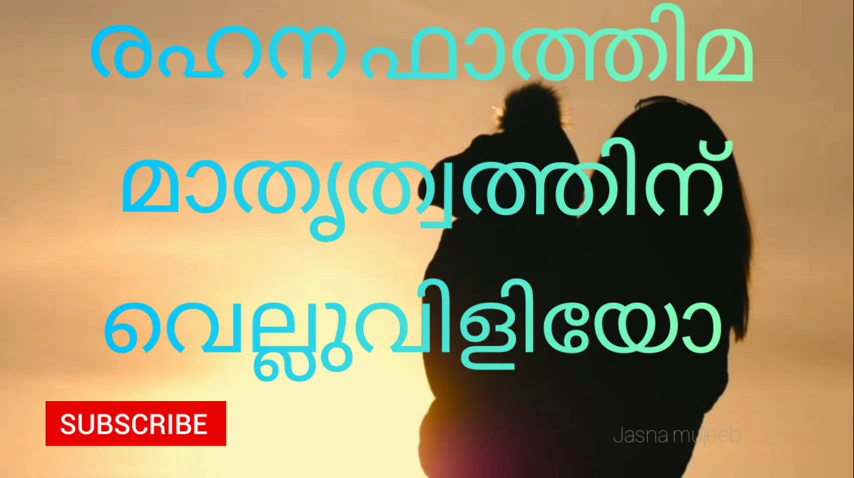 രഹന ഫാത്തിമ
മാതൃത്വത്തിന്
വെല്ലുവിളിയോ
SUBSCRIBE
Jasna mujeeb